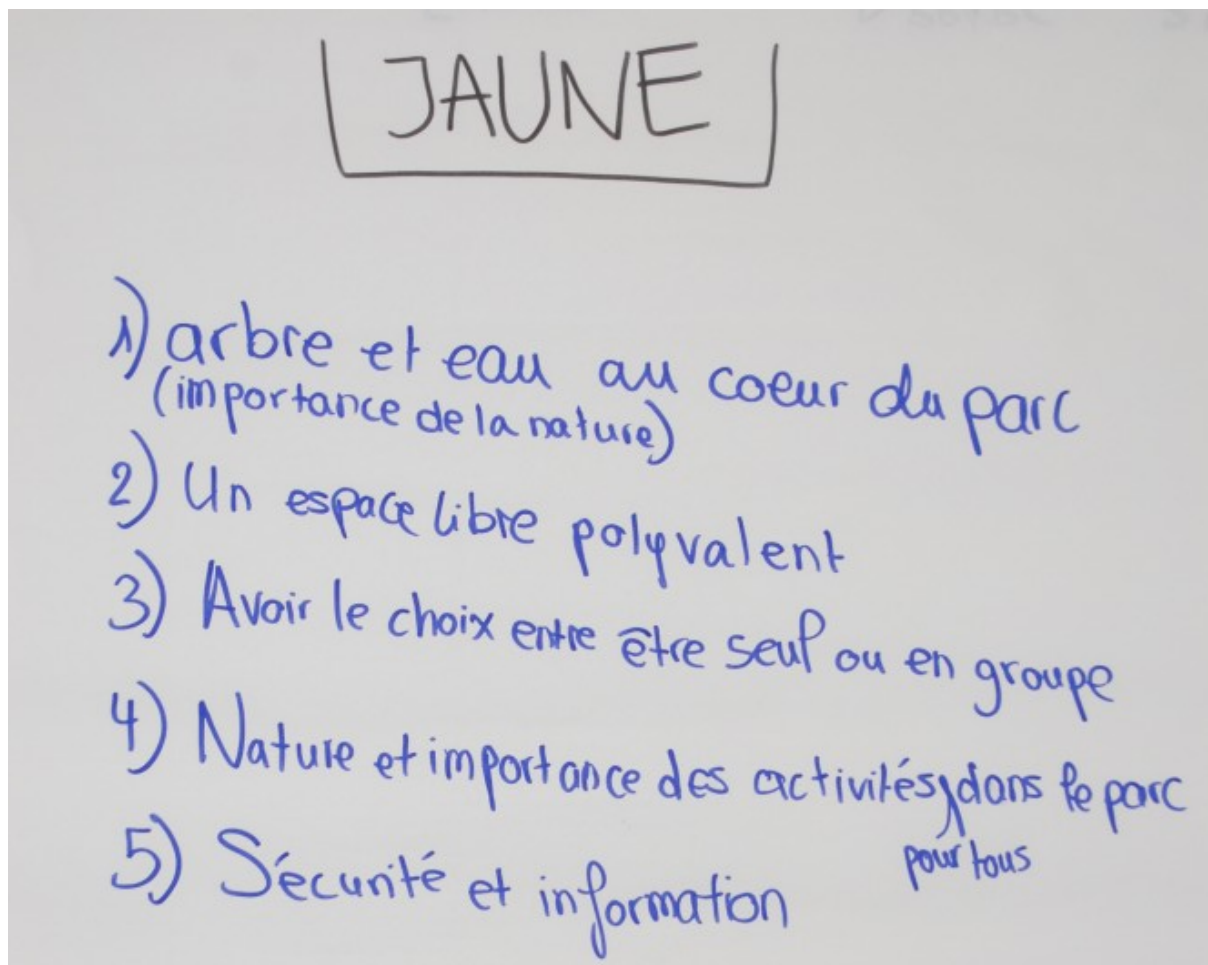 JAUNE
1) arbre et eau au coeur du parc
(importance de la nature)
2) Un espace libre polyvalent
3) Avoir le choix entre être seul ou en groupe
4) Nature et importance des activités dans le parc
pour tous
5) Sécurité et information